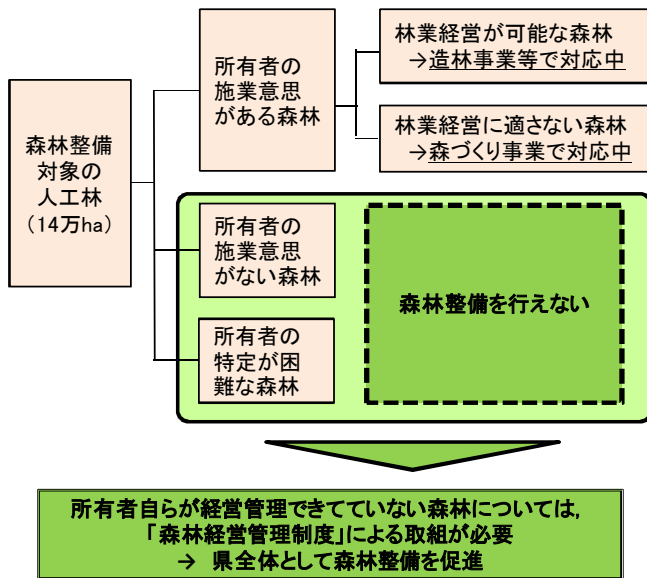 森林整備
対象の
人工林
（14万ha）
所有者の
施業意思
がある森林
林業経営が可能な森林
→造林事業等で対応中
林業経営に適さない森林
→森づくり事業で対応中
所有者の
施業意思
がない森林
所有者の
特定が困
難な森林
森林整備を行えない
所有者自らが経営管理できてていない森林については,
「森林経営管理制度」による取組が必要
→ 県全体として森林整備を促進